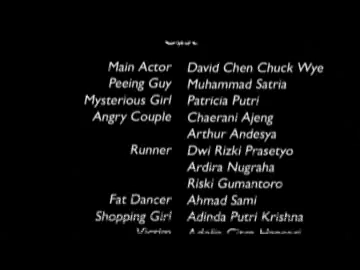 Main Actor David Chen Chuck Wye
Peeing Guy Muhammad Satria
Mysterious Girl Patricia Putri
Angry Couple Chaerani Ajeng
Arthur Andesya
Runner Dwi Rizki Prasetyo
Ardira Nugraha
Riski Gumantoro
Fat Dancer Ahmad Sami
Shopping Girl Adinda Putri Krishna